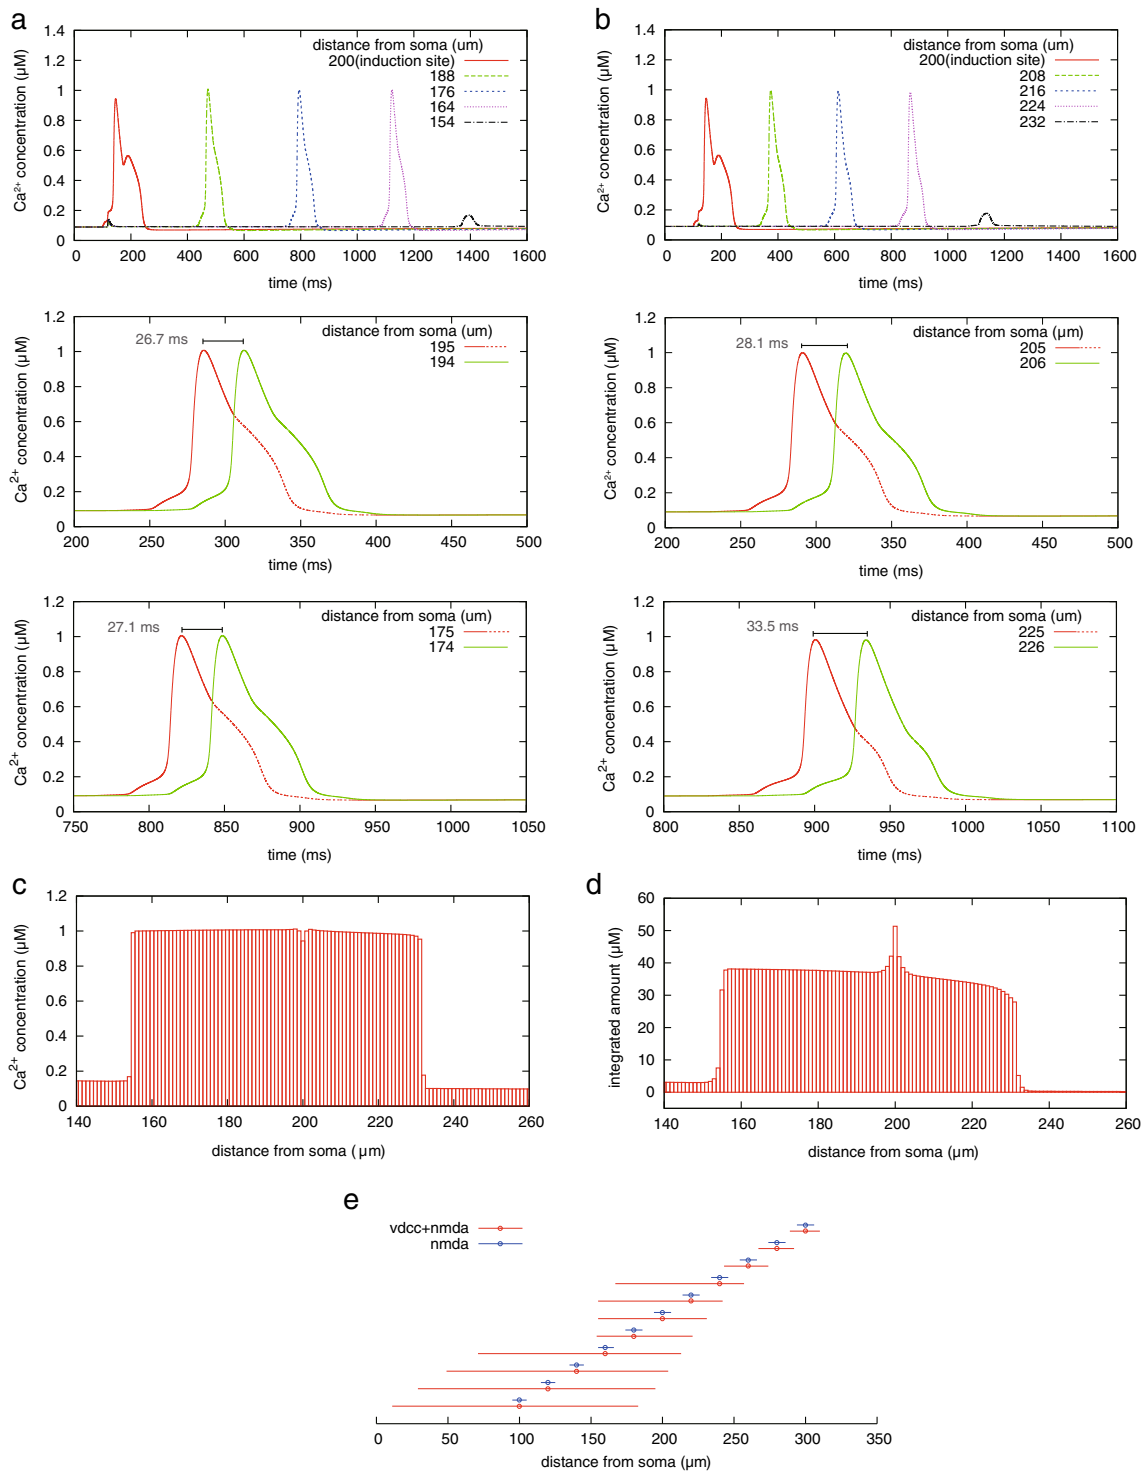 a
Ca²⁺ concentration (µM)
1.4
1.2
1
0.8
0.6
0.4
0.2
0
distance from soma (um)
200(induction site)
188
176
164
154
0 200 400 600 800 1000 1200 1400 1600
time (ms)
b
Ca²⁺ concentration (µM)
1.4
1.2
1
0.8
0.6
0.4
0.2
0
distance from soma (um)
200(induction site)
208
216
224
232
0 200 400 600 800 1000 1200 1400 1600
time (ms)
Ca²⁺ concentration (µM)
1.2
1
0.8
0.6
0.4
0.2
0
26.7 ms
distance from soma (um)
195
194
200 250 300 350 400 450 500
time (ms)
Ca²⁺ concentration (µM)
1.2
1
0.8
0.6
0.4
0.2
0
28.1 ms
distance from soma (µm)
205
206
200 250 300 350 400 450 500
time (ms)
Ca²⁺ concentration (µM)
1.2
1
0.8
0.6
0.4
0.2
0
27.1 ms
distance from soma (um)
175
174
750 800 850 900 950 1000 1050
time (ms)
Ca²⁺ concentration (µM)
1.2
1
0.8
0.6
0.4
0.2
0
33.5 ms
distance from soma (um)
225
226
800 850 900 950 1000 1050 1100
time (ms)
c
Ca²⁺ concentration (µM)
1.2
1
0.8
0.6
0.4
0.2
0
140 160 180 200 220 240 260
distance from soma (µm)
d
integrated amount (µM)
60
50
40
30
20
10
0
140 160 180 200 220 240 260
distance from soma (µm)
e
vdcc+nmda
nmda
0 50 100 150 200 250 300 350
distance from soma (µm)